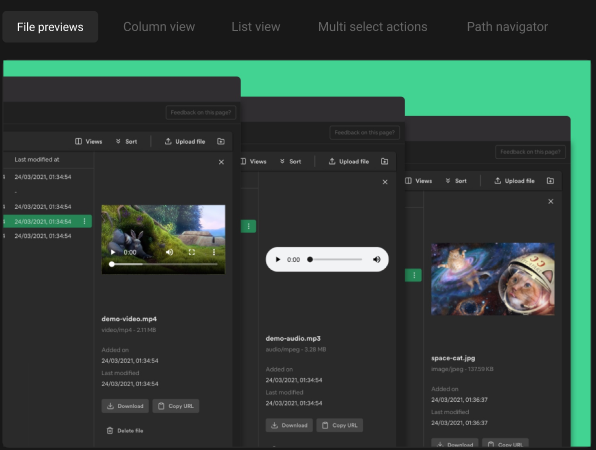 File previews
Column view
List view
Multi select actions
Path navigator
Feedback on this page?
Views
Sort
Upload file
Last modified at
24/03/2021, 01:34:54
-
24/03/2021, 01:34:54
24/03/2021, 01:34:54
24/03/2021, 01:34:54
0:00
demo-video.mp4
video/mp4 - 2.11 MB
Added on
24/03/2021, 01:34:54
Last modified
24/03/2021, 01:34:54
Download
Copy URL
Delete file
Feedback on this page?
Views
Sort
Upload file
0:00
demo-audio.mp3
audio/mpeg - 3.28 MB
Added on
24/03/2021, 01:34:54
Last modified
24/03/2021, 01:34:54
Download
Copy URL
Feedback on this page?
Views
Sort
Upload file
space-cat.jpg
image/jpeg - 137.59 KB
Added on
24/03/2021, 01:36:37
Last modified
24/03/2021, 01:36:37
Download
Copy URL